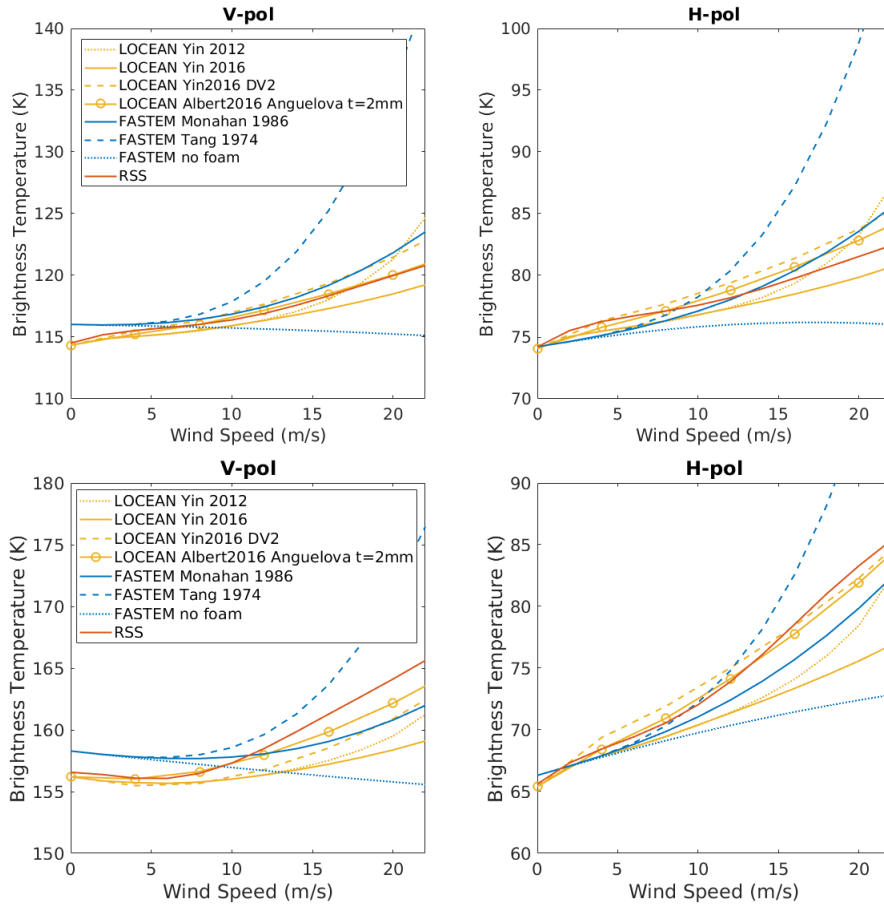 V-pol
Brightness Temperature (K)
140
135
130
125
120
115
110
LOCEAN Yin 2012
LOCEAN Yin 2016
LOCEAN Yin2016 DV2
LOCEAN Albert2016 Anguelova t=2mm
FASTEM Monahan 1986
FASTEM Tang 1974
FASTEM no foam
RSS
0 5 10 15 20
Wind Speed (m/s)
H-pol
Brightness Temperature (K)
100
95
90
85
80
75
70
0 5 10 15 20
Wind Speed (m/s)
V-pol
Brightness Temperature (K)
180
175
170
165
160
155
150
LOCEAN Yin 2012
LOCEAN Yin 2016
LOCEAN Yin2016 DV2
LOCEAN Albert2016 Anguelova t=2mm
FASTEM Monahan 1986
FASTEM Tang 1974
FASTEM no foam
RSS
0 5 10 15 20
Wind Speed (m/s)
H-pol
Brightness Temperature (K)
90
85
80
75
70
65
60
0 5 10 15 20
Wind Speed (m/s)